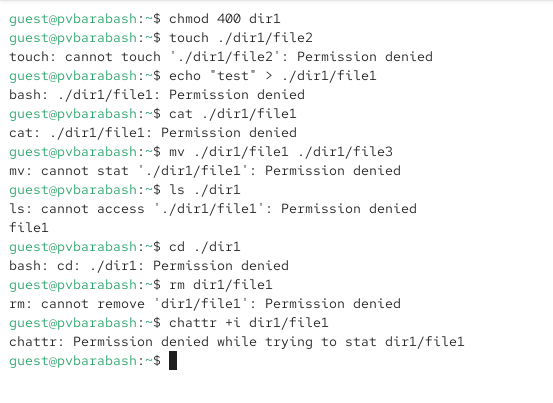 guest@pvbarabash:~$ chmod 400 dir1
guest@pvbarabash:~$ touch ./dir1/file2
touch: cannot touch './dir1/file2': Permission denied
guest@pvbarabash:~$ echo "test" > ./dir1/file1
bash: ./dir1/file1: Permission denied
guest@pvbarabash:~$ cat ./dir1/file1
cat: ./dir1/file1: Permission denied
guest@pvbarabash:~$ mv ./dir1/file1 ./dir1/file3
mv: cannot stat './dir1/file1': Permission denied
guest@pvbarabash:~$ ls ./dir1
ls: cannot access './dir1/file1': Permission denied
file1
guest@pvbarabash:~$ cd ./dir1
bash: cd: ./dir1: Permission denied
guest@pvbarabash:~$ rm dir1/file1
rm: cannot remove 'dir1/file1': Permission denied
guest@pvbarabash:~$ chattr +i dir1/file1
chattr: Permission denied while trying to stat dir1/file1
guest@pvbarabash:~$